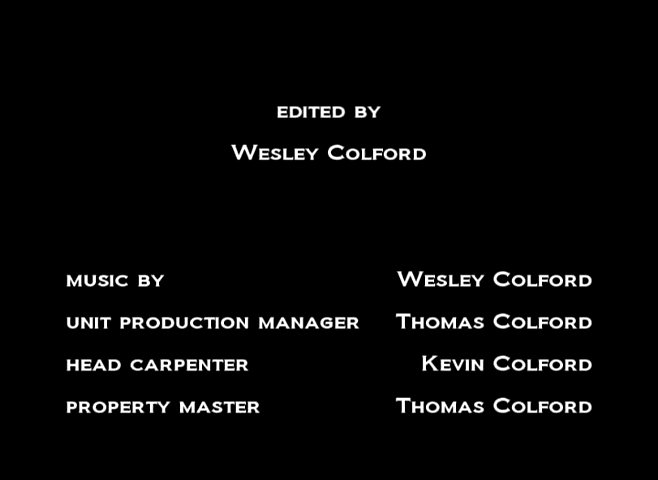 EDITED BY
WESLEY COLFORD
MUSIC BY WESLEY COLFORD
UNIT PRODUCTION MANAGER THOMAS COLFORD
HEAD CARPENTER KEVIN COLFORD
PROPERTY MASTER THOMAS COLFORD